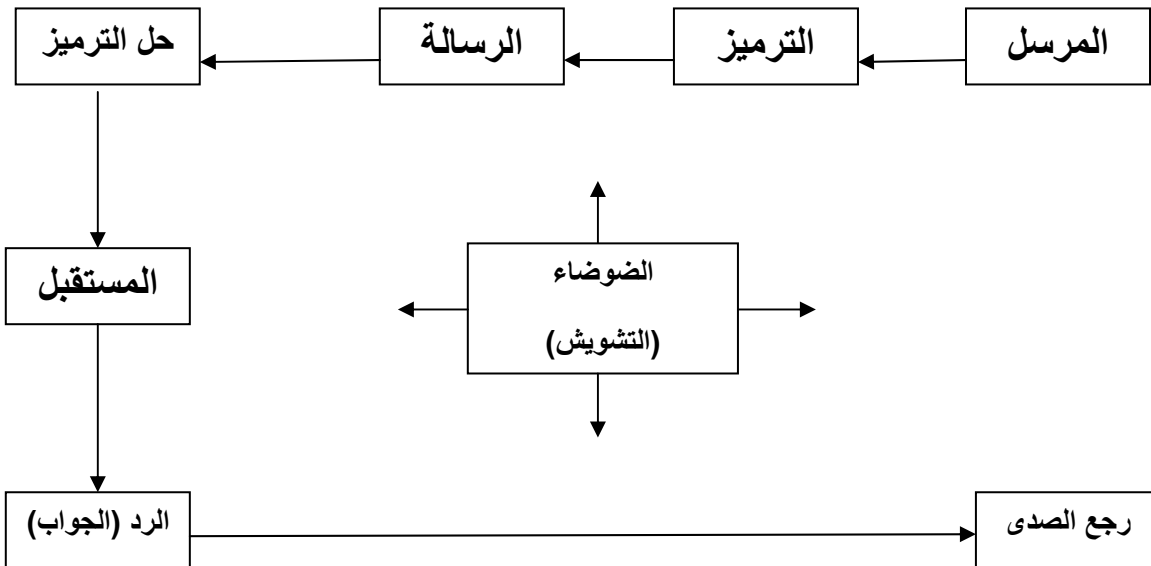 المرسل
الترميز
الرسالة
حل الترميز
المستقبل
الضوضاء
(التشويش)
الرد (الجواب)
رجع الصدى